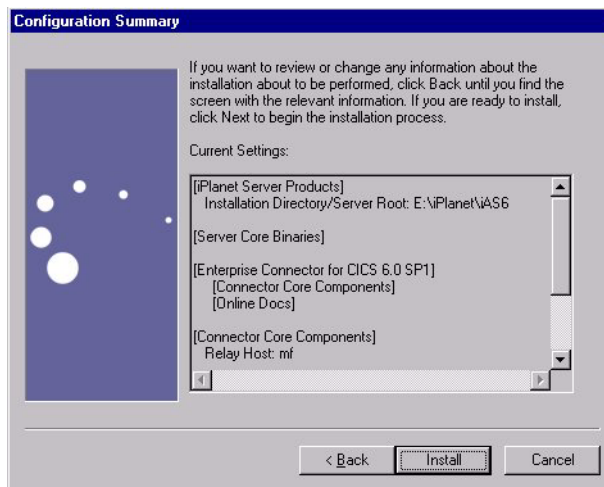 Configuration Summary
If you want to review or change any information about the
installation about to be performed, click Back until you find the
screen with the relevant information. If you are ready to install,
click Next to begin the installation process.
Current Settings:
[iPlanet Server Products]
Installation Directory/Server Root: E:\iPlanet\iAS6
[Server Core Binaries]
[Enterprise Connector for CICS 6.0 SP1]
[Connector Core Components]
[Online Docs]
[Connector Core Components]
Relay Host: mf
< Back Install Cancel